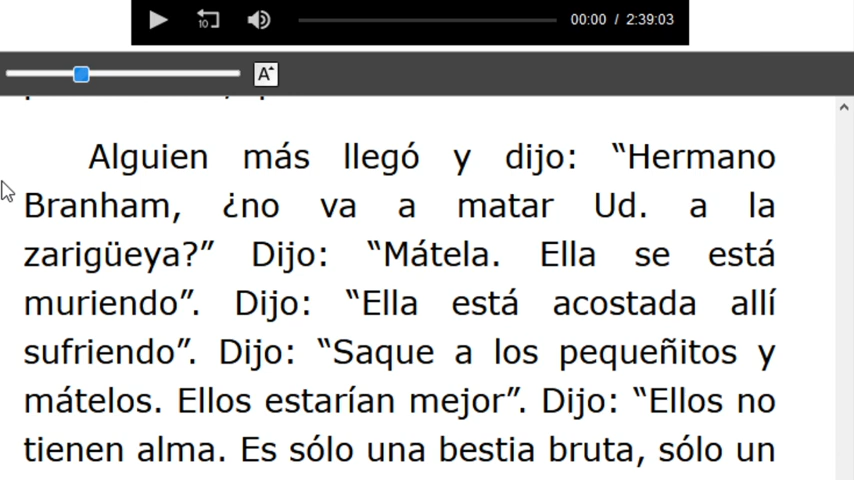 10
00:00 / 2:39:03
A
Alguien más llegó y dijo: “Hermano
Branham, ¿no va a matar Ud. a la
zarigüeya?” Dijo: “Mátela. Ella se está
muriendo”. Dijo: “Ella está acostada allí
sufriendo”. Dijo: “Saque a los pequeñitos y
mátelos. Ellos estarían mejor”. Dijo: “Ellos no
tienen alma. Es sólo una bestia bruta, sólo un